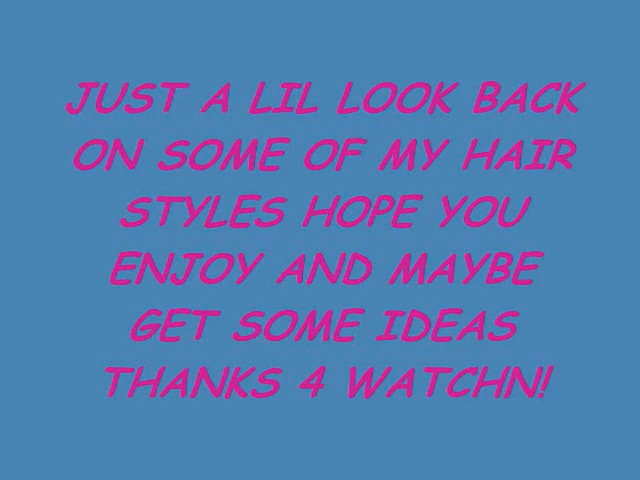 JUST A LIL LOOK BACK
ON SOME OF MY HAIR
STYLES HOPE YOU
ENJOY AND MAYBE
GET SOME IDEAS
THANKS 4 WATCHN!